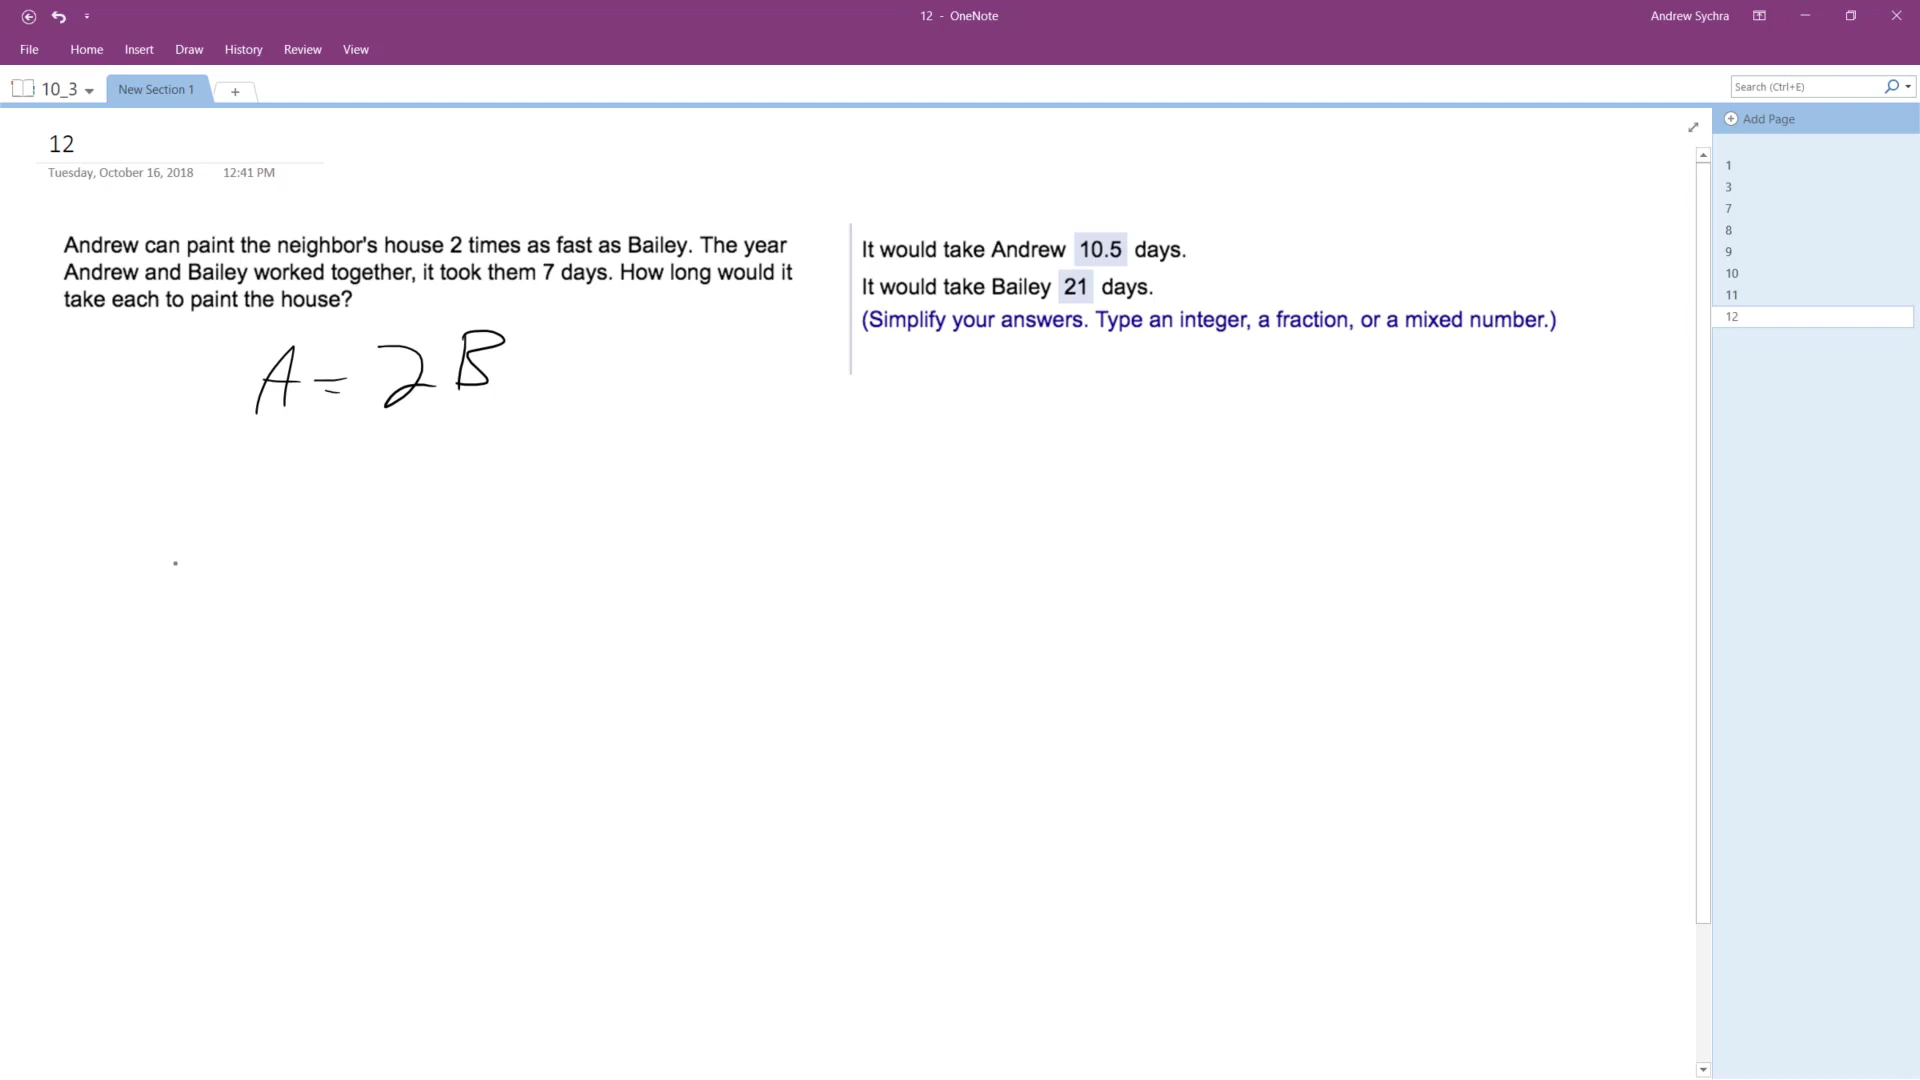 12 - OneNote
Andrew Sychra
File Home Insert Draw History Review View
10_3 New Section 1 +
Search (Ctrl+E)
Add Page
12
Tuesday, October 16, 2018 12:41 PM
Andrew can paint the neighbor's house 2 times as fast as Bailey. The year
Andrew and Bailey worked together, it took them 7 days. How long would it
take each to paint the house?
A = 2 B
It would take Andrew 10.5 days.
It would take Bailey 21 days.
(Simplify your answers. Type an integer, a fraction, or a mixed number.)
1
3
7
8
9
10
11
12